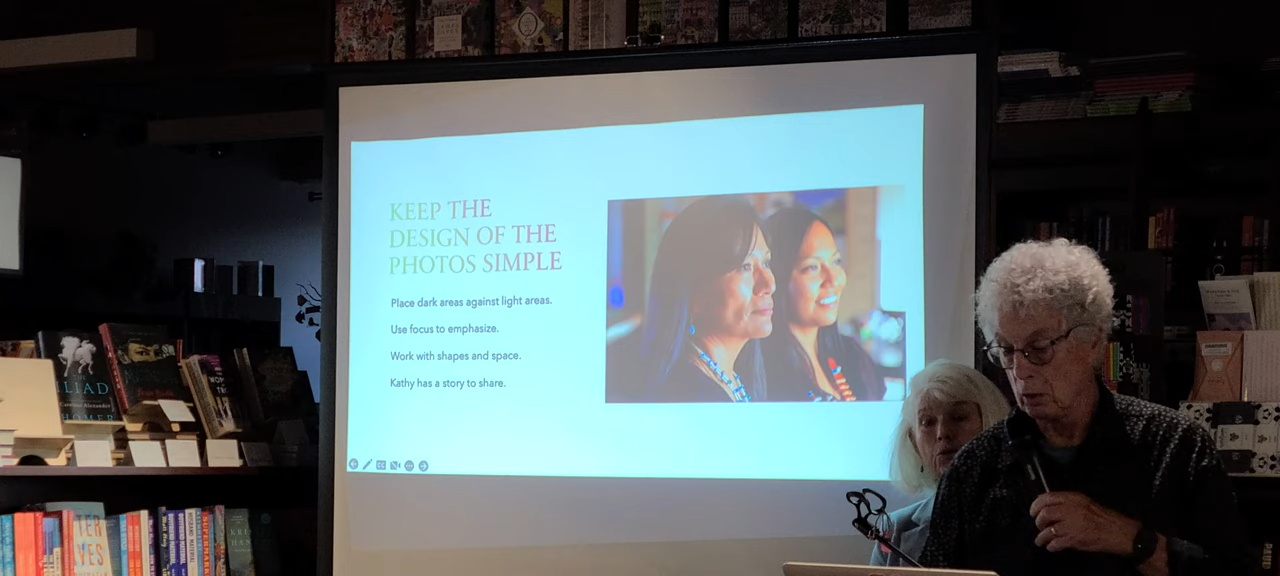 KEEP THE
DESIGN OF THE
PHOTOS SIMPLE
Place dark areas against light areas.
Use focus to emphasize.
Work with shapes and space.
Kathy has a story to share.
ILIAD
HOMER